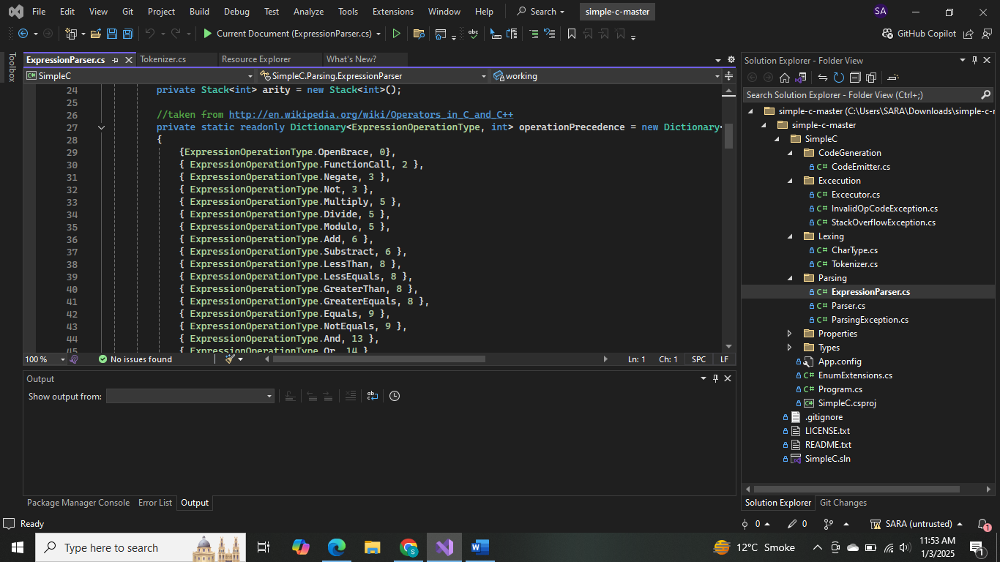 File Edit View Git Project Build Debug Test Analyze Tools Extensions Window Help Search simple-c-master SA
Current Document (ExpressionParser.cs) GitHub Copilot
Toolbox
ExpressionParser.cs Tokenizer.cs Resource Explorer What's New?
SimpleC SimpleC.Parsing.ExpressionParser working
24 private Stack<int> arity = new Stack<int>();
25
26 //taken from http://en.wikipedia.org/wiki/Operators_in_C_and_C++
27 private static readonly Dictionary<ExpressionOperationType, int> operationPrecedence = new Dictionary<
28 {
29 {ExpressionOperationType.OpenBrace, 0},
30 { ExpressionOperationType.FunctionCall, 2 },
31 { ExpressionOperationType.Negate, 3 },
32 { ExpressionOperationType.Not, 3 },
33 { ExpressionOperationType.Multiply, 5 },
34 { ExpressionOperationType.Divide, 5 },
35 { ExpressionOperationType.Modulo, 5 },
36 { ExpressionOperationType.Add, 6 },
37 { ExpressionOperationType.Substract, 6 },
38 { ExpressionOperationType.LessThan, 8 },
39 { ExpressionOperationType.LessEquals, 8 },
40 { ExpressionOperationType.GreaterThan, 8 },
41 { ExpressionOperationType.GreaterEquals, 8 },
42 { ExpressionOperationType.Equals, 9 },
43 { ExpressionOperationType.NotEquals, 9 },
44 { ExpressionOperationType.And, 13 },
45 { ExpressionOperationType.Or, 14 }
100 % No issues found Ln: 1 Ch: 1 SPC LF
Output
Show output from:
Package Manager Console Error List Output
Solution Explorer - Folder View
Search Solution Explorer - Folder View (Ctrl+;)
simple-c-master (C:\Users\SARA\Downloads\simple-c-
simple-c-master
SimpleC
CodeGeneration
C# CodeEmitter.cs
Excecution
C# Excecutor.cs
C# InvalidOpCodeException.cs
C# StackOverflowException.cs
Lexing
C# CharType.cs
C# Tokenizer.cs
Parsing
C# ExpressionParser.cs
C# Parser.cs
C# ParsingException.cs
Properties
Types
App.config
C# EnumExtensions.cs
C# Program.cs
C# SimpleC.csproj
.gitignore
LICENSE.txt
README.txt
SimpleC.sln
Solution Explorer Git Changes
Ready 0 0 SARA (untrusted) 1
Type here to search 12°C Smoke 11:53 AM
1/3/2025 1